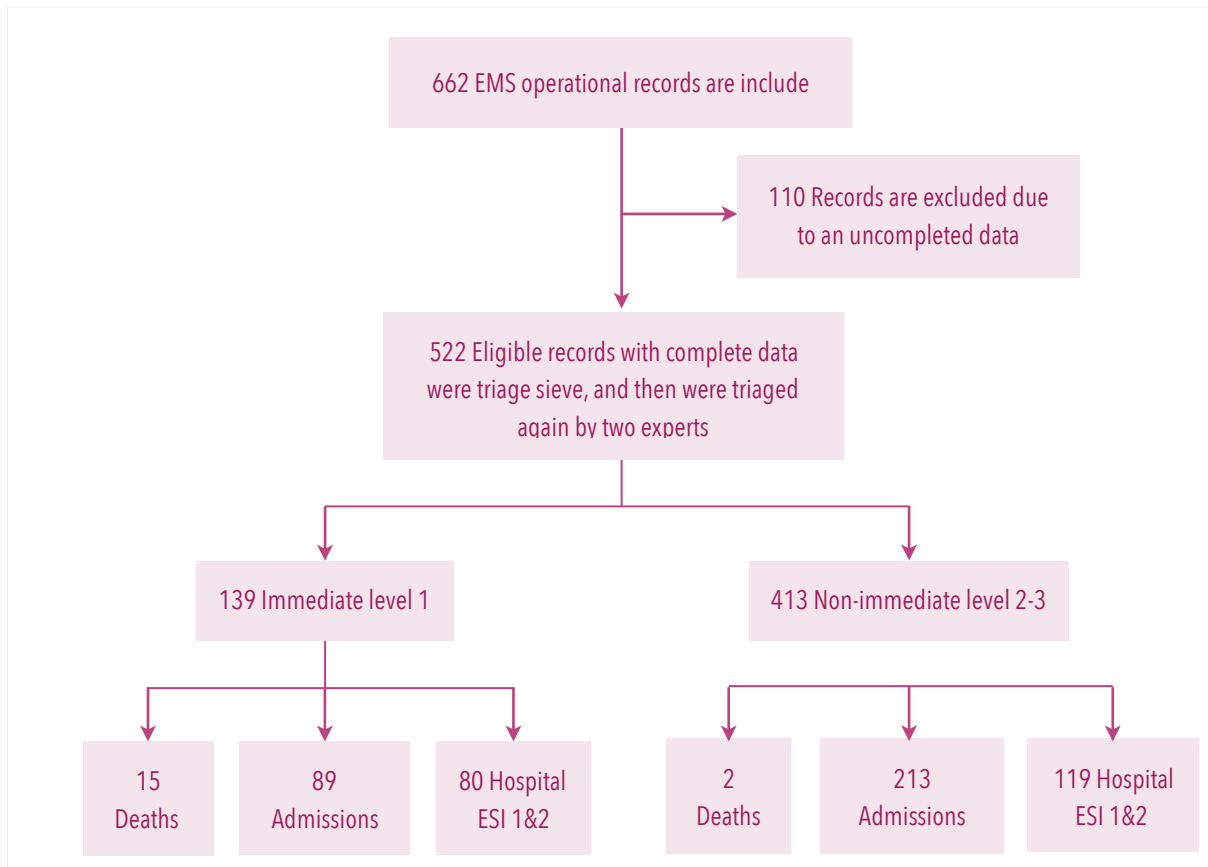 662 EMS operational records are include
110 Records are excluded due
to an uncompleted data
522 Eligible records with complete data
were triage sieve, and then were triaged
again by two experts
139 Immediate level 1
413 Non-immediate level 2-3
15
Deaths
89
Admissions
80 Hospital
ESI 1&2
2
Deaths
213
Admissions
119 Hospital
ESI 1&2